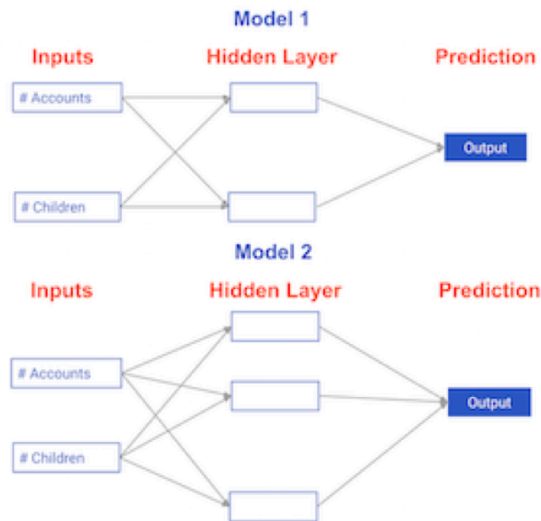 Model 1
Inputs Hidden Layer Prediction
# Accounts
Output
# Children
Model 2
Inputs Hidden Layer Prediction
# Accounts
Output
# Children